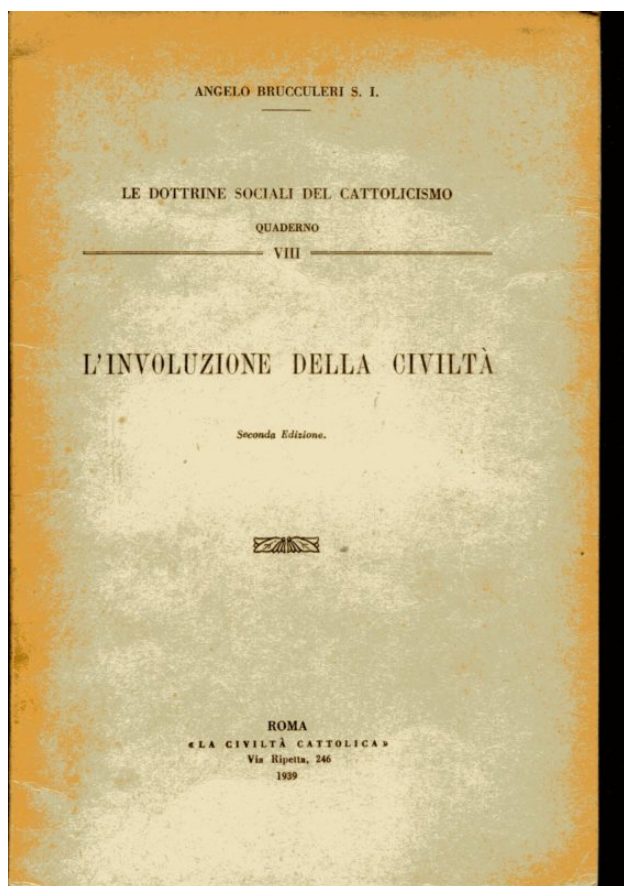 ANGELO BRUCCULERI S. I.
LE DOTTRINE SOCIALI DEL CATTOLICISMO
QUADERNO
VIII
L'INVOLUZIONE DELLA CIVILTÀ
Seconda Edizione.
ROMA
«LA CIVILTÀ CATTOLICA»
Via Ripetta, 246
1939